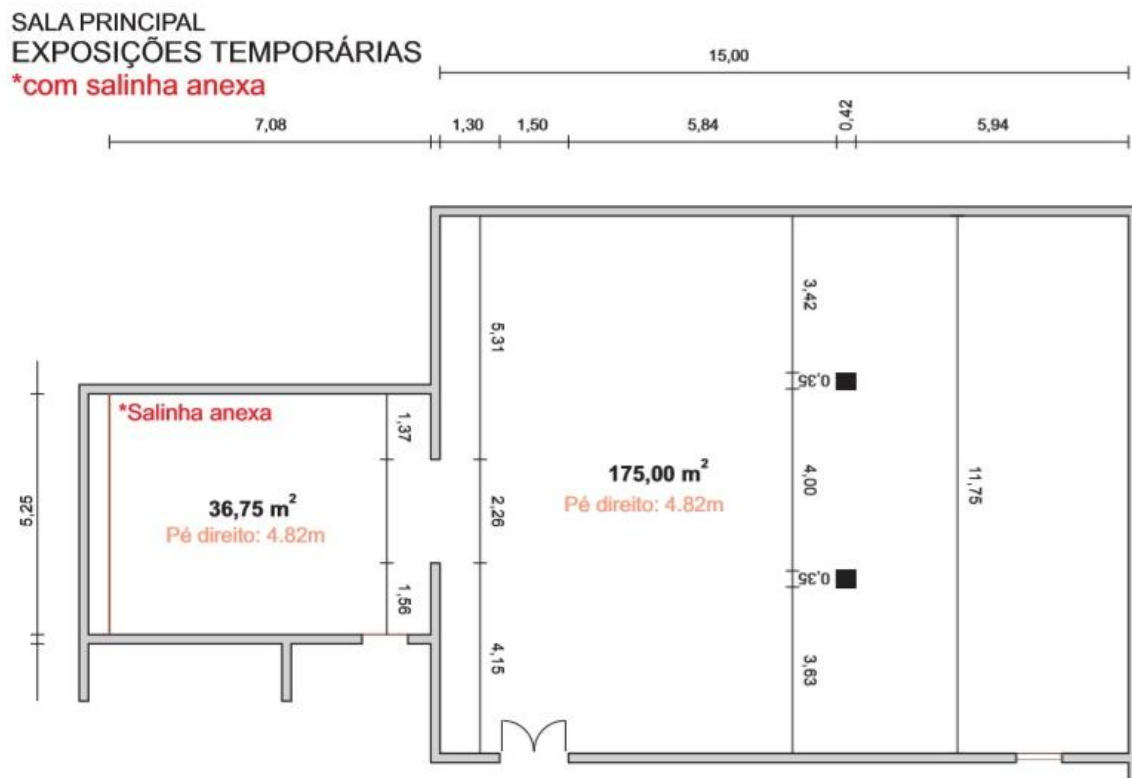 SALA PRINCIPAL
EXPOSIÇÕES TEMPORÁRIAS
*com salinha anexa
15,00
7,08
1,30
1,50
5,84
0,42
5,94
3,42
5,31
0,35
*Salinha anexa
1,37
175,00 m²
Pé direito: 4.82m
4,00
11,75
5,25
36,75 m²
Pé direito: 4.82m
2,26
0,35
1,56
4,15
3,63